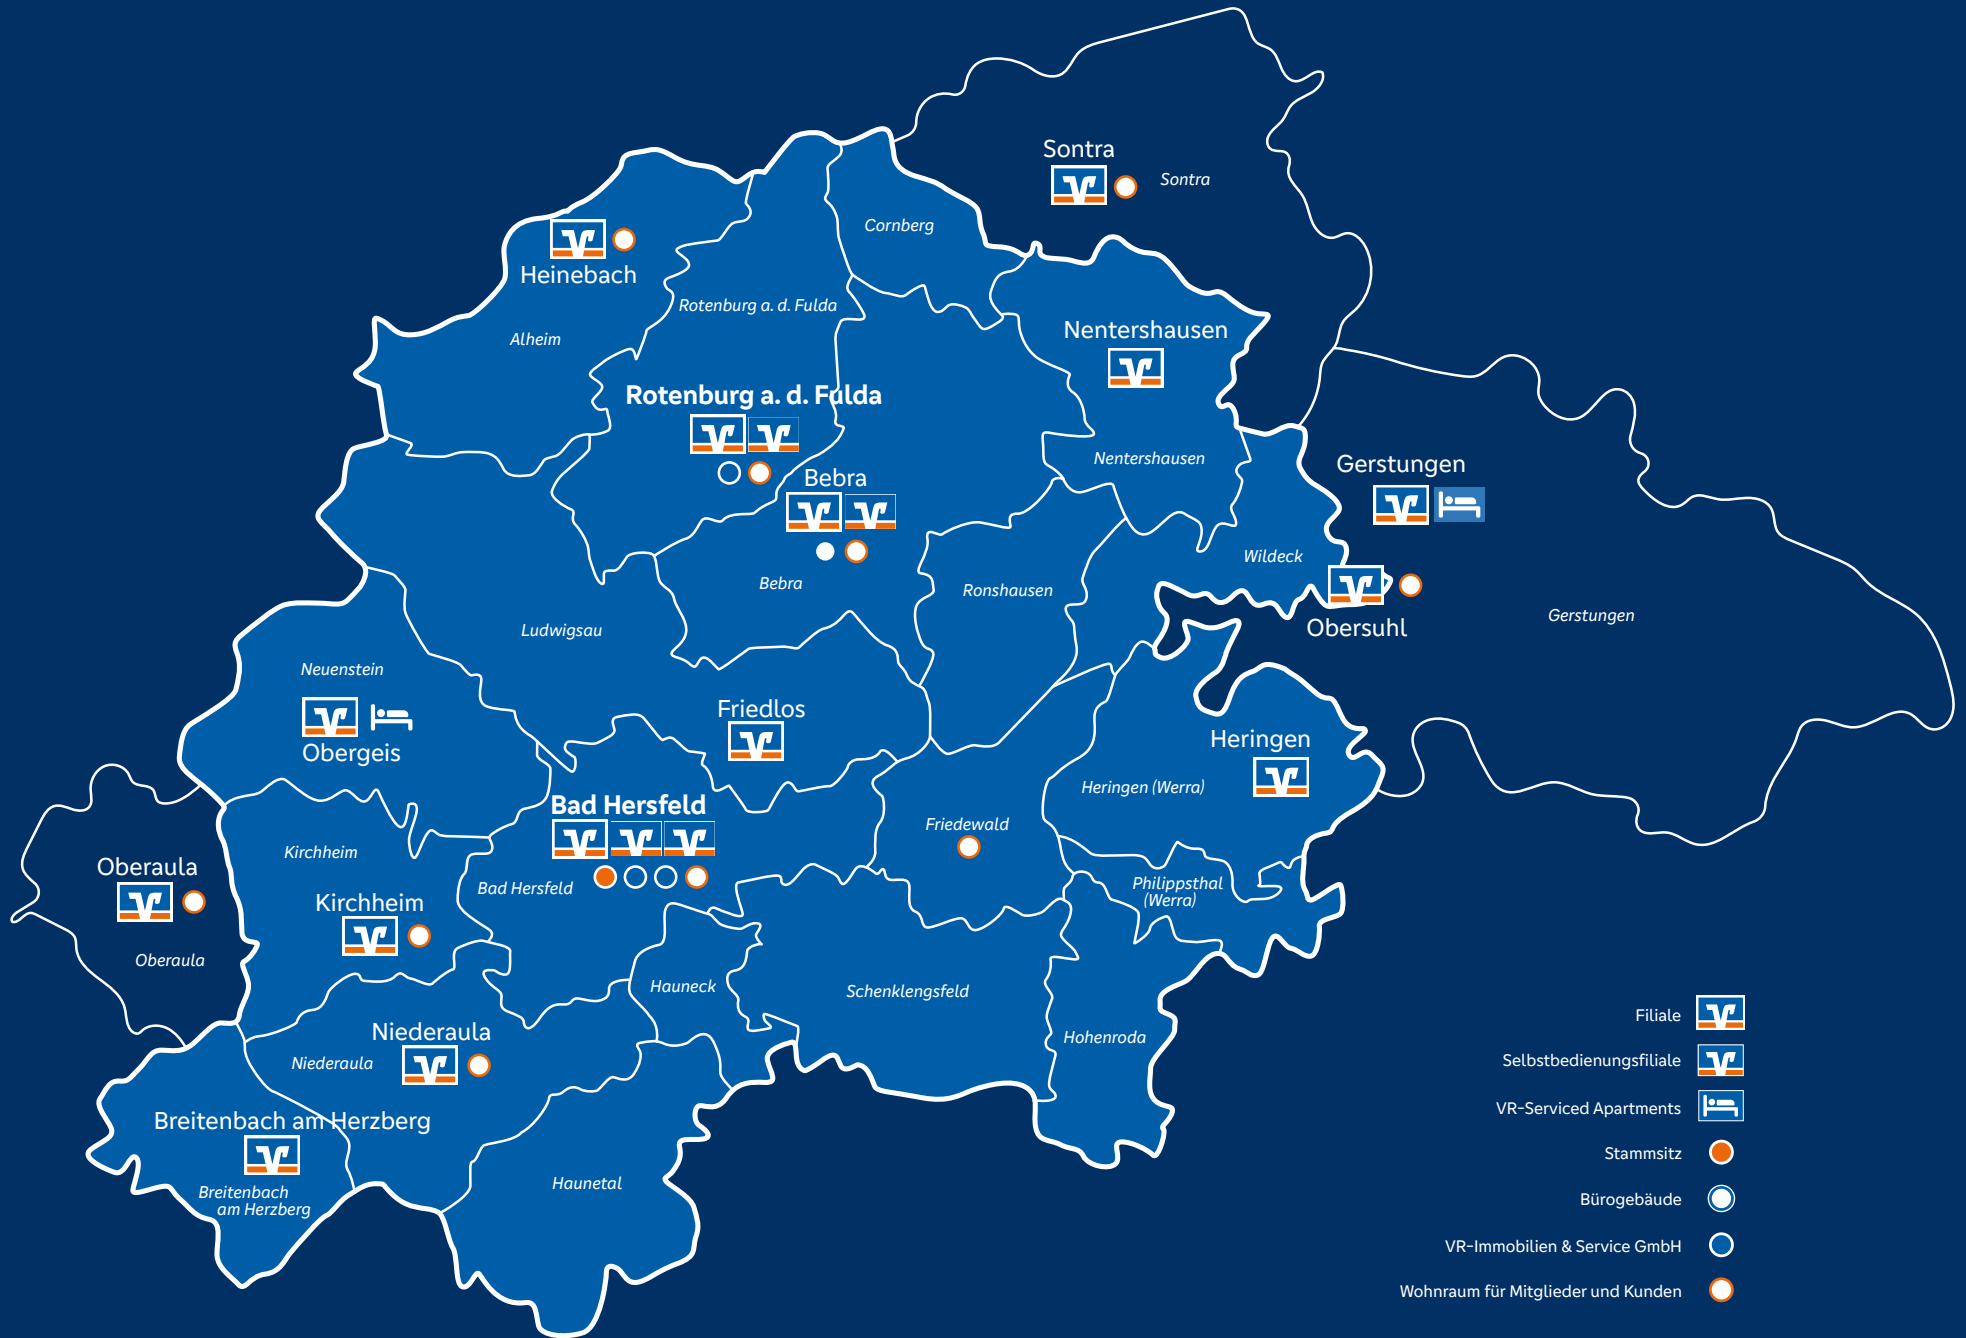 Sontra
Sontra
Cornberg
Heinebach
Rotenburg a. d. Fulda
Alheim
Nentershausen
Rotenburg a. d. Fulda
Nentershausen
Gerstungen
Bebra
Wildeck
Bebra
Ronshausen
Gerstungen
Obersuhl
Ludwigsau
Neuenstein
Friedlos
Obergeis
Heringen
Heringen (Werra)
Bad Hersfeld
Friedewald
Kirchheim
Oberaula
Bad Hersfeld
Philippsthal
(Werra)
Kirchheim
Oberaula
Hauneck
Schenklengsfeld
Niederaula
Hohenroda
Niederaula
Breitenbach am Herzberg
Haunetal
Breitenbach
am Herzberg
Filiale
Selbstbedienungsfiliale
VR-Serviced Apartments
Stammsitz
Bürogebäude
VR-Immobilien & Service GmbH
Wohnraum für Mitglieder und Kunden